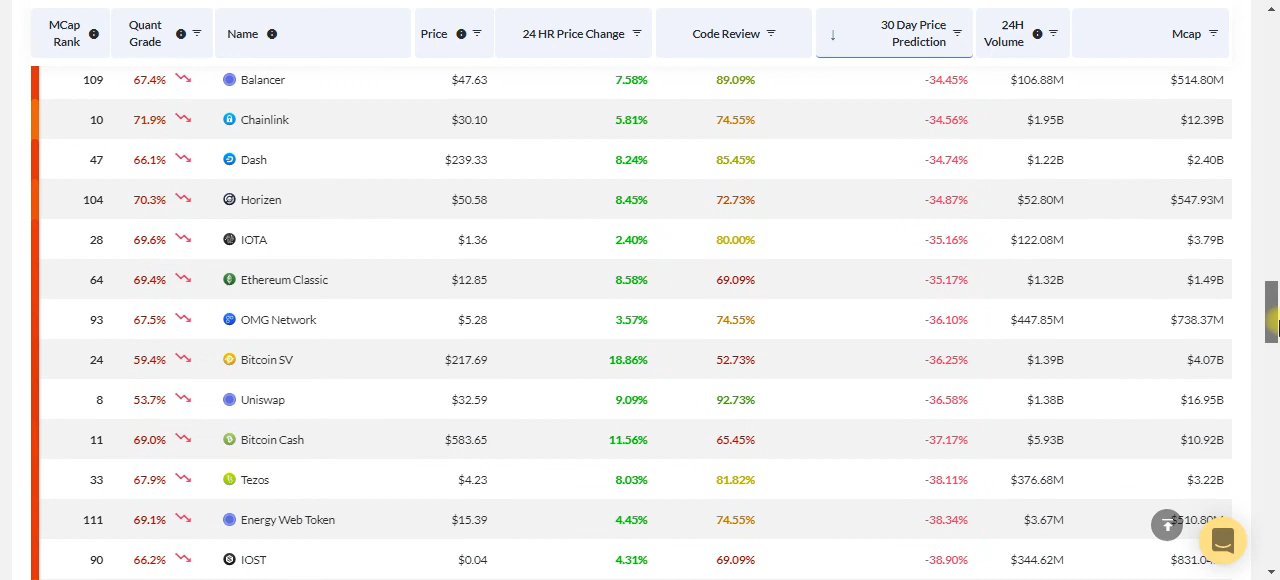 MCap Rank Quant Grade Name Price 24 HR Price Change Code Review ↓ 30 Day Price Prediction 24H Volume Mcap
109 67.4% Balancer $47.63 7.58% 89.09% -34.45% $106.88M $514.80M
10 71.9% Chainlink $30.10 5.81% 74.55% -34.56% $1.95B $12.39B
47 66.1% Dash $239.33 8.24% 85.45% -34.74% $1.22B $2.40B
104 70.3% Horizen $50.58 8.45% 72.73% -34.87% $52.80M $547.93M
28 69.6% IOTA $1.36 2.40% 80.00% -35.16% $122.08M $3.79B
64 69.4% Ethereum Classic $12.85 8.58% 69.09% -35.17% $1.32B $1.49B
93 67.5% OMG Network $5.28 3.57% 74.55% -36.10% $447.85M $738.37M
24 59.4% Bitcoin SV $217.69 18.86% 52.73% -36.25% $1.39B $4.07B
8 53.7% Uniswap $32.59 9.09% 92.73% -36.58% $1.38B $16.95B
11 69.0% Bitcoin Cash $583.65 11.56% 65.45% -37.17% $5.93B $10.92B
33 67.9% Tezos $4.23 8.03% 81.82% -38.11% $376.68M $3.22B
111 69.1% Energy Web Token $15.39 4.45% 74.55% -38.34% $3.67M $510.80M
90 66.2% IOST $0.04 4.31% 69.09% -38.90% $344.62M